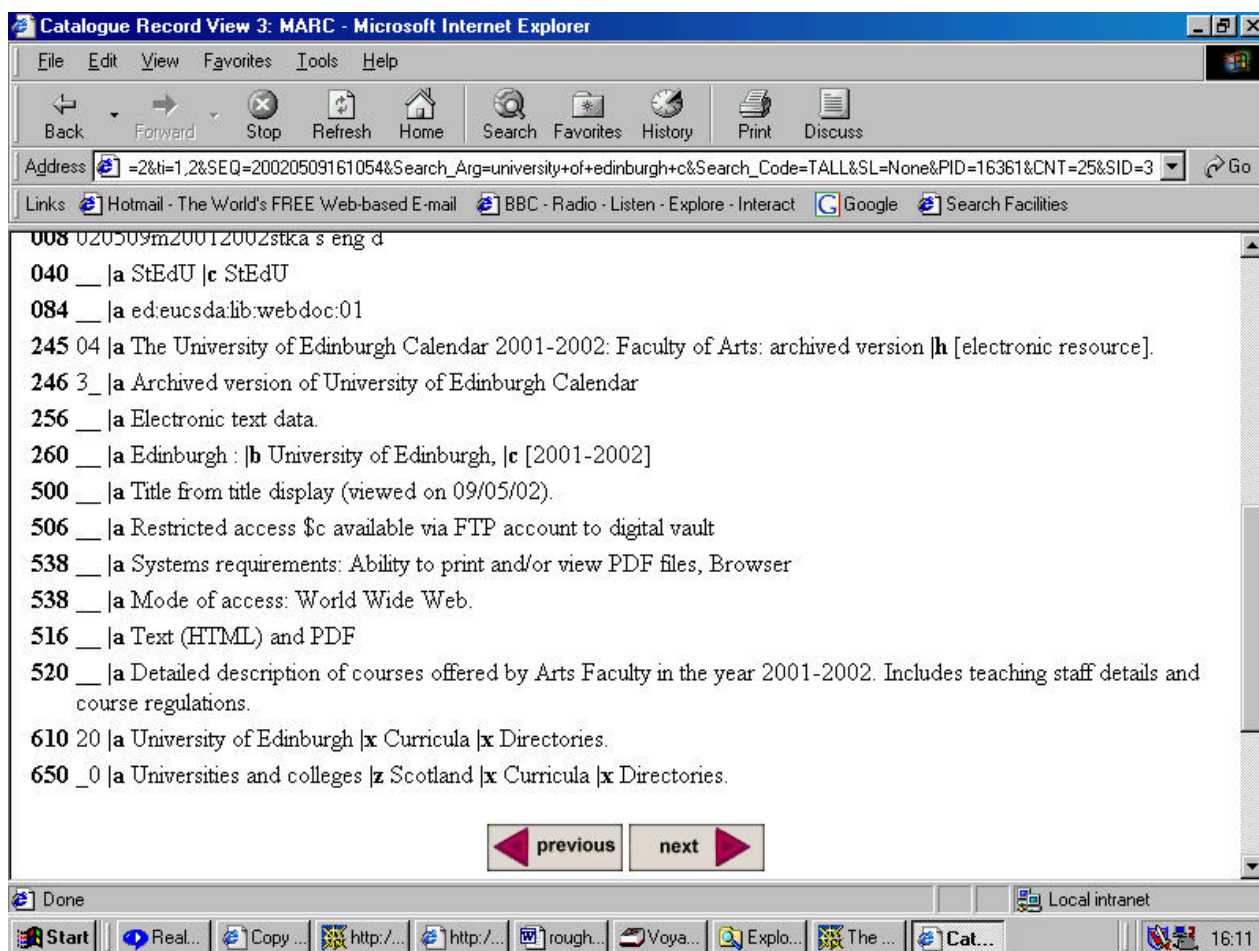 Catalogue Record View 3: MARC - Microsoft Internet Explorer
File Edit View Favorites Tools Help
Back Forward Stop Refresh Home Search Favorites History Print Discuss
Address =2&ti=1,2&SEQ=20020509161054&Search_Arg=university+of+edinburgh+c&Search_Code=TALL&SL=None&PID=16361&CNT=25&SID=3 Go
Links Hotmail - The World's FREE Web-based E-mail BBC - Radio - Listen - Explore - Interact Google Search Facilities
008 020509m20012002stka s eng d
040 __ |a StEdU |c StEdU
084 __ |a ed:eucsda:lib:webdoc:01
245 04 |a The University of Edinburgh Calendar 2001-2002: Faculty of Arts: archived version |h [electronic resource].
246 3_ |a Archived version of University of Edinburgh Calendar
256 __ |a Electronic text data.
260 __ |a Edinburgh : |b University of Edinburgh, |c [2001-2002]
500 __ |a Title from title display (viewed on 09/05/02).
506 __ |a Restricted access $c available via FTP account to digital vault
538 __ |a Systems requirements: Ability to print and/or view PDF files, Browser
538 __ |a Mode of access: World Wide Web.
516 __ |a Text (HTML) and PDF
520 __ |a Detailed description of courses offered by Arts Faculty in the year 2001-2002. Includes teaching staff details and
course regulations.
610 20 |a University of Edinburgh |x Curricula |x Directories.
650 _0 |a Universities and colleges |z Scotland |x Curricula |x Directories.
previous next
Done Local intranet
Start Real... Copy ... http:/... http:/... rough... Voya... Explo... The ... Cat... 16:11